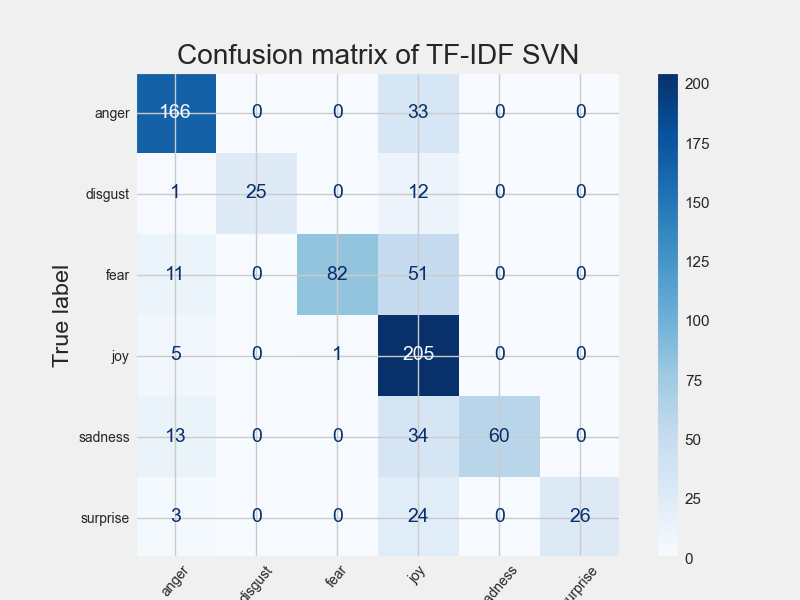 Confusion matrix of TF-IDF SVN
True label
anger 166 0 0 33 0 0
disgust 1 25 0 12 0 0
fear 11 0 82 51 0 0
joy 5 0 1 205 0 0
sadness 13 0 0 34 60 0
surprise 3 0 0 24 0 26
anger disgust fear joy adness urprise
200
175
150
125
100
75
50
25
0